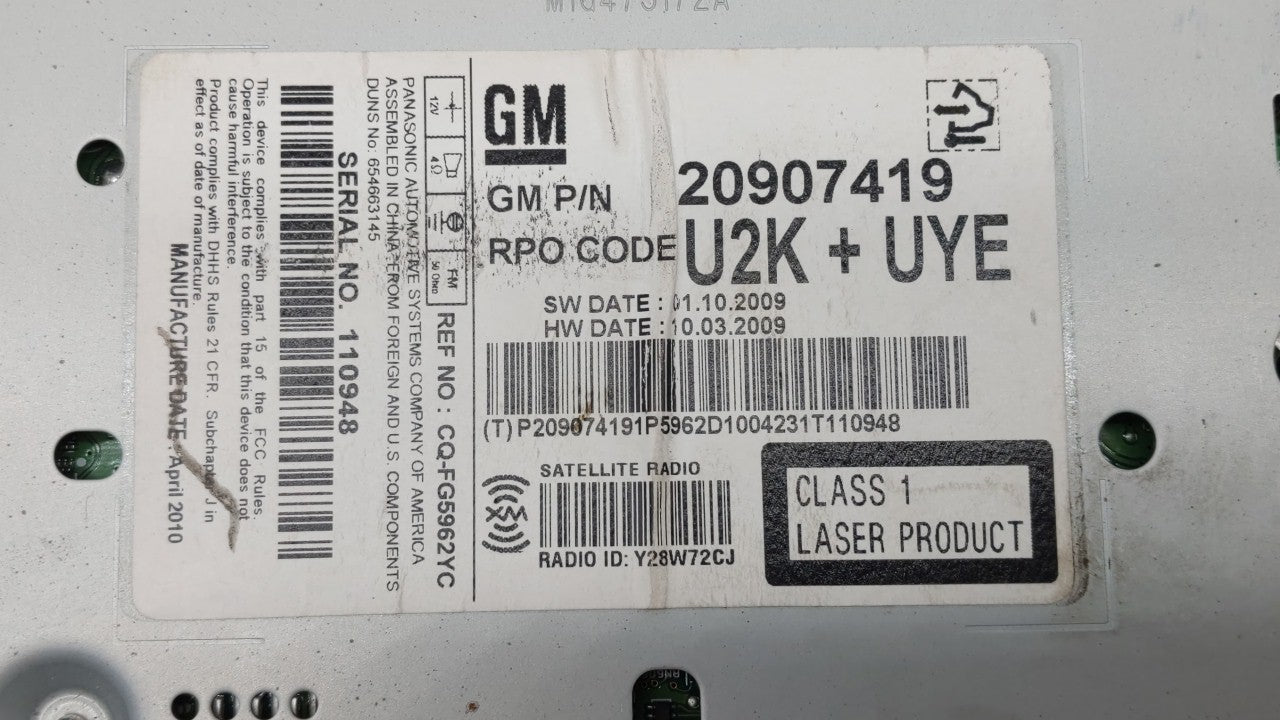 GM
GM P/N 20907419
RPO CODE U2K + UYE
SW DATE : 01.10.2009
HW DATE : 10.03.2009
(T) P209074191P5962D1004231T110948
SATELLITE RADIO
RADIO ID: Y28W72CJ
CLASS 1
LASER PRODUCT
12V
4Ω
FM
50 Ohm
REF NO : CQ-FG5962YC
PANASONIC AUTOMOTIVE SYSTEMS COMPANY OF AMERICA
ASSEMBLED IN CHINA FROM FOREIGN AND U.S. COMPONENTS
DUNS No: 654663145
SERIAL NO. 110948
This device complies with part 15 of the FCC Rules.
Operation is subject to the condition that this device does not
cause harmful interference.
Product complies with DHHS Rules 21 CFR. Subchapter J in
effect as of date of manufacture.
MANUFACTURE DATE : April 2010